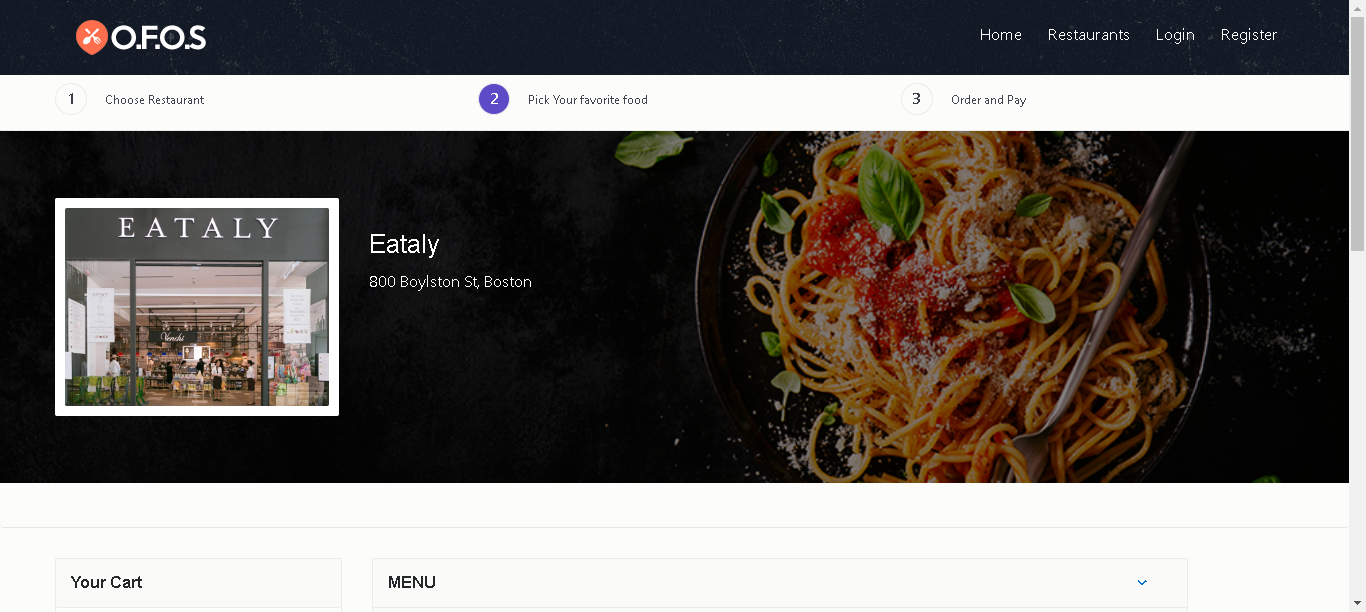 O.F.O.S
Home Restaurants Login Register
1 Choose Restaurant 2 Pick Your favorite food 3 Order and Pay
EATALY
Venchi
Eataly
800 Boylston St, Boston
Your Cart
MENU